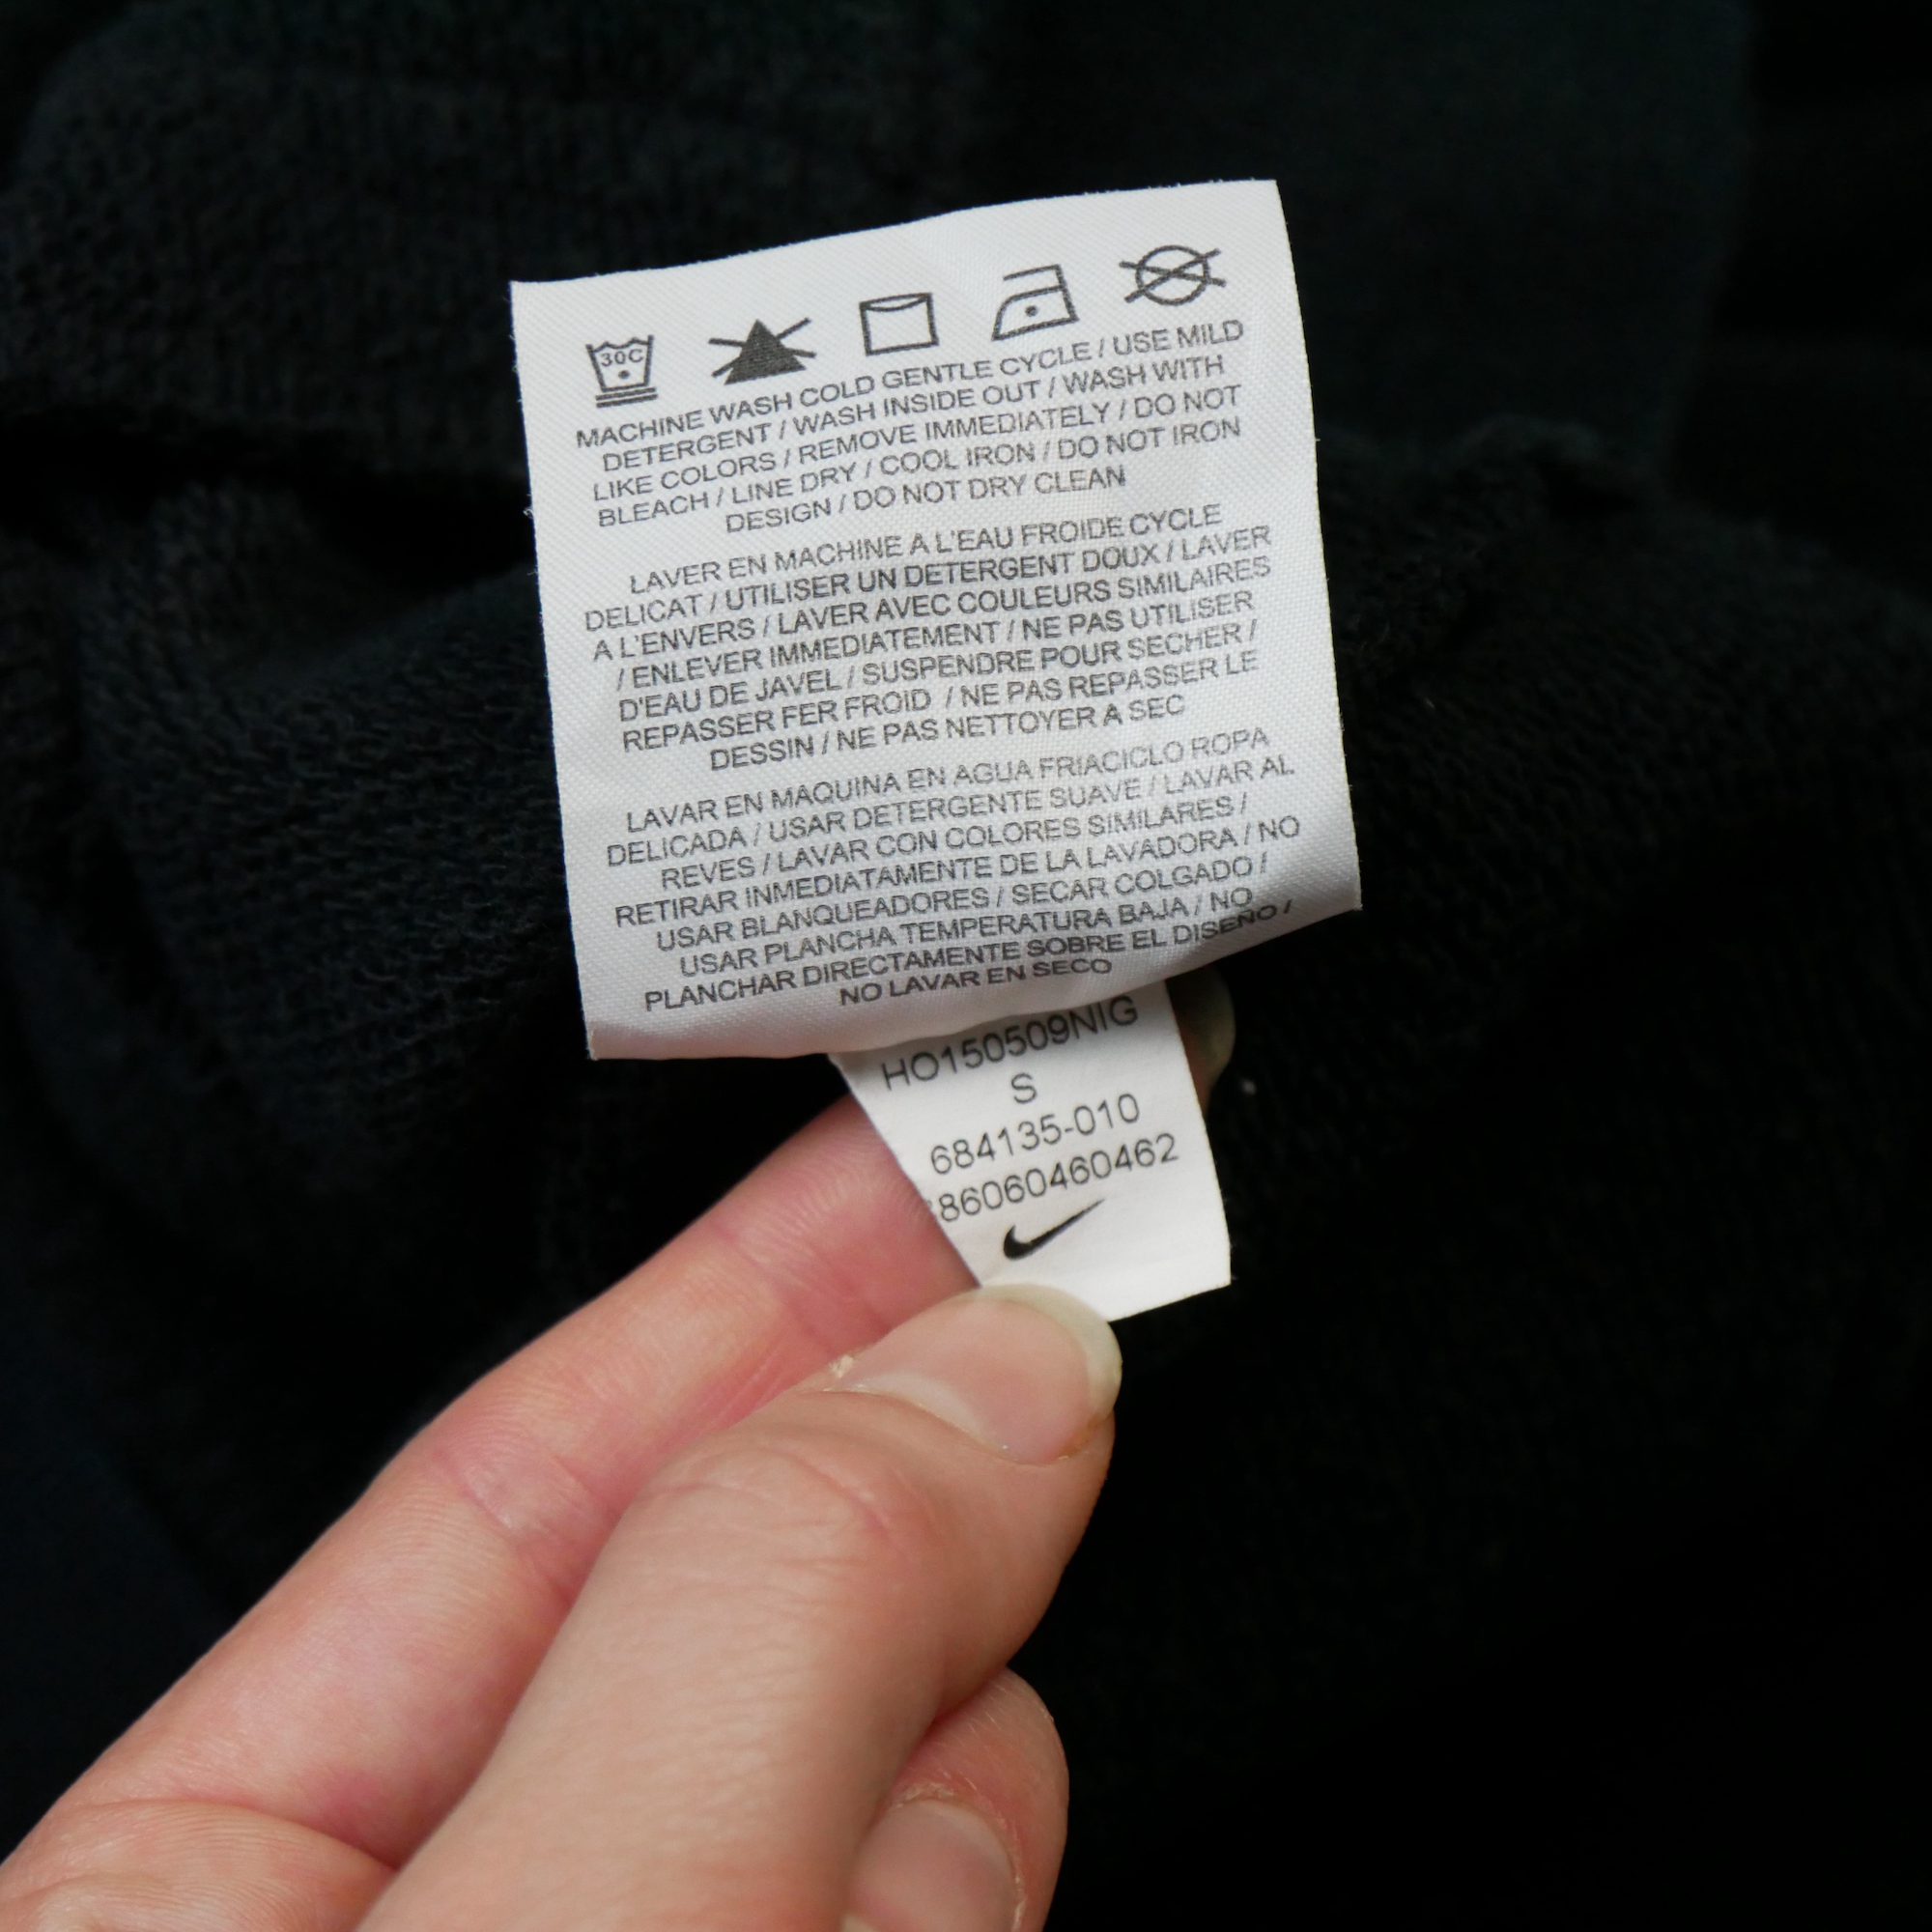 30C
MACHINE WASH COLD GENTLE CYCLE / USE MILD
DETERGENT / WASH INSIDE OUT / WASH WITH
LIKE COLORS / REMOVE IMMEDIATELY / DO NOT
BLEACH / LINE DRY / COOL IRON / DO NOT IRON
DESIGN / DO NOT DRY CLEAN
LAVER EN MACHINE A L'EAU FROIDE CYCLE
DELICAT / UTILISER UN DETERGENT DOUX / LAVER
A L'ENVERS / LAVER AVEC COULEURS SIMILAIRES
/ ENLEVER IMMEDIATEMENT / NE PAS UTILISER
D'EAU DE JAVEL / SUSPENDRE POUR SECHER /
REPASSER FER FROID / NE PAS REPASSER LE
DESSIN / NE PAS NETTOYER A SEC
LAVAR EN MAQUINA EN AGUA FRIACICLO ROPA
DELICADA / USAR DETERGENTE SUAVE / LAVAR AL
REVES / LAVAR CON COLORES SIMILARES /
RETIRAR INMEDIATAMENTE DE LA LAVADORA / NO
USAR BLANQUEADORES / SECAR COLGADO /
USAR PLANCHA TEMPERATURA BAJA / NO
PLANCHAR DIRECTAMENTE SOBRE EL DISEÑO /
NO LAVAR EN SECO
HO150509NIG
S
684135-010
86060460462